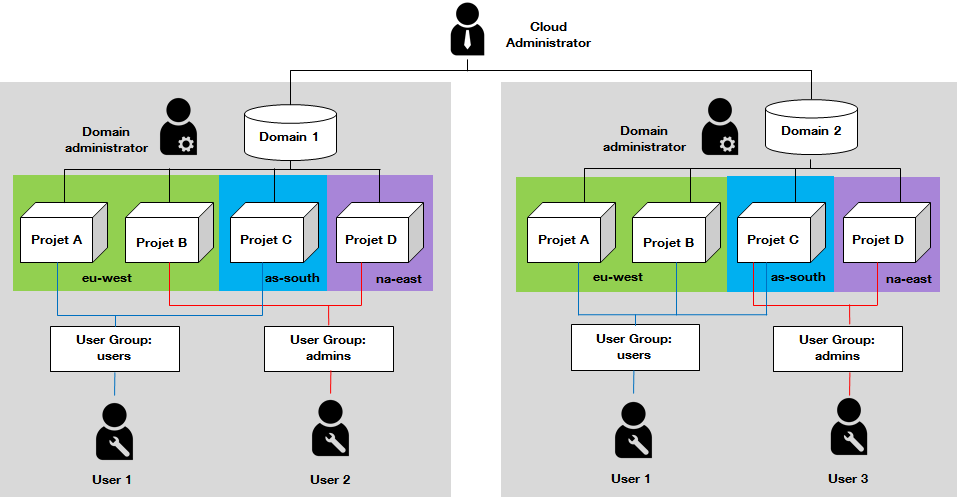 Cloud
Administrator
Domain
administrator
Domain 1
Projet A
Projet B
Projet C
Projet D
eu-west
as-south
na-east
User Group:
users
User Group:
admins
User 1
User 2
Domain
administrator
Domain 2
Projet A
Projet B
Projet C
Projet D
eu-west
as-south
na-east
User Group:
users
User Group:
admins
User 1
User 3